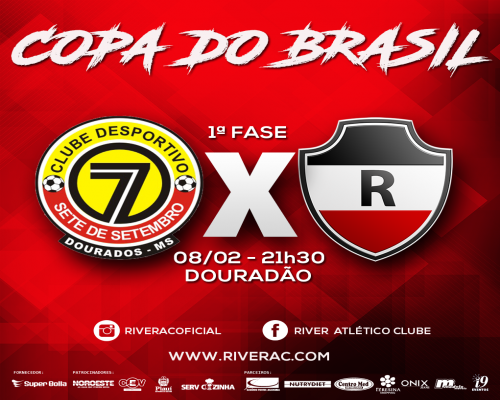 COPA DO BRASIL
1ª FASE
CLUBE DESPORTIVO
7
SETE DE SETEMBRO
DOURADOS - MS
X
R
08/02 - 21h30
DOURADÃO
RIVERACOFICIAL
RIVER ATLÉTICO CLUBE
WWW.RIVERAC.COM
FORNECEDOR: PATROCINADORES: PARCEIROS:
Super Bolla NOROESTE CEV Piauí SERV COZINHA NUTRYDIET Centro Med TERESINA ONIX i9